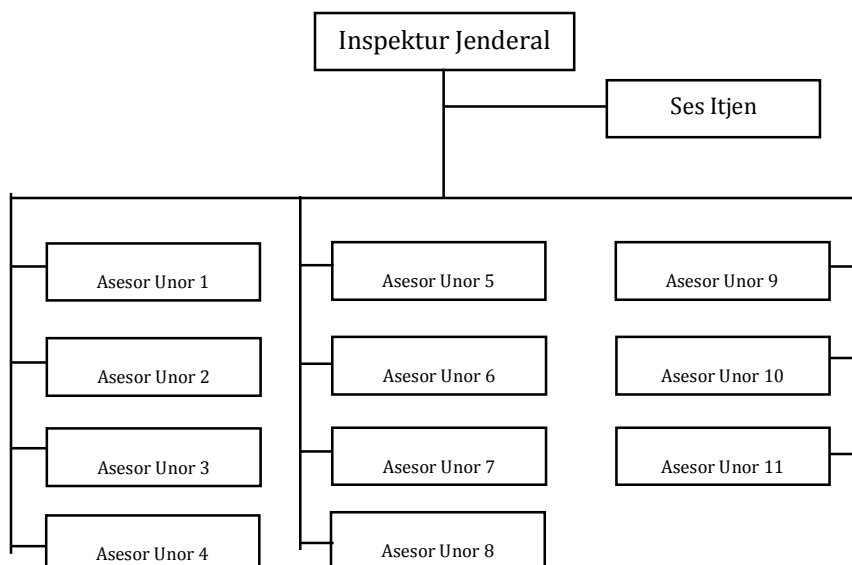 Inspektur Jenderal
Ses Itjen
Asesor Unor 1
Asesor Unor 2
Asesor Unor 3
Asesor Unor 4
Asesor Unor 5
Asesor Unor 6
Asesor Unor 7
Asesor Unor 8
Asesor Unor 9
Asesor Unor 10
Asesor Unor 11